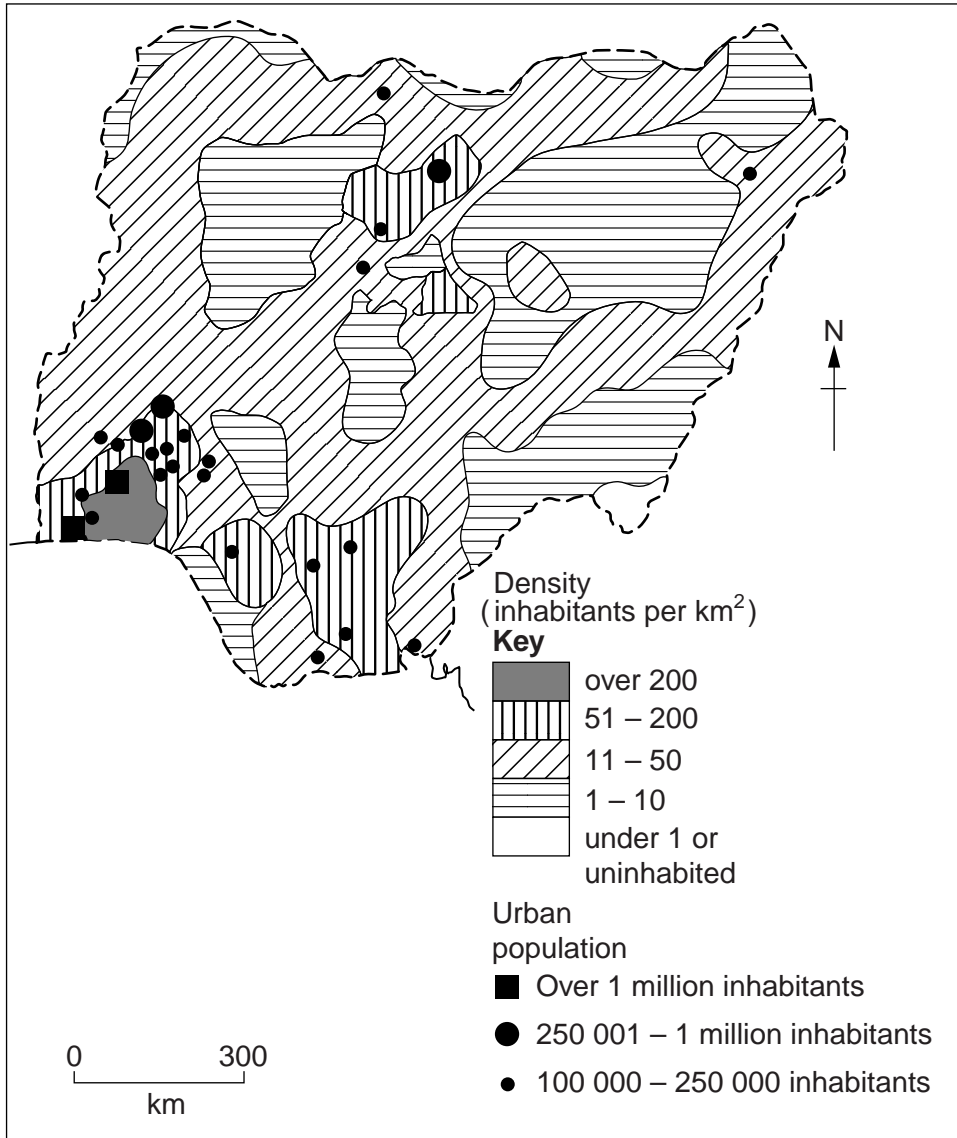 N
Density
(inhabitants per km²)
Key
over 200
51 – 200
11 – 50
1 – 10
under 1 or
uninhabited
Urban
population
Over 1 million inhabitants
250 001 – 1 million inhabitants
100 000 – 250 000 inhabitants
0 300
km